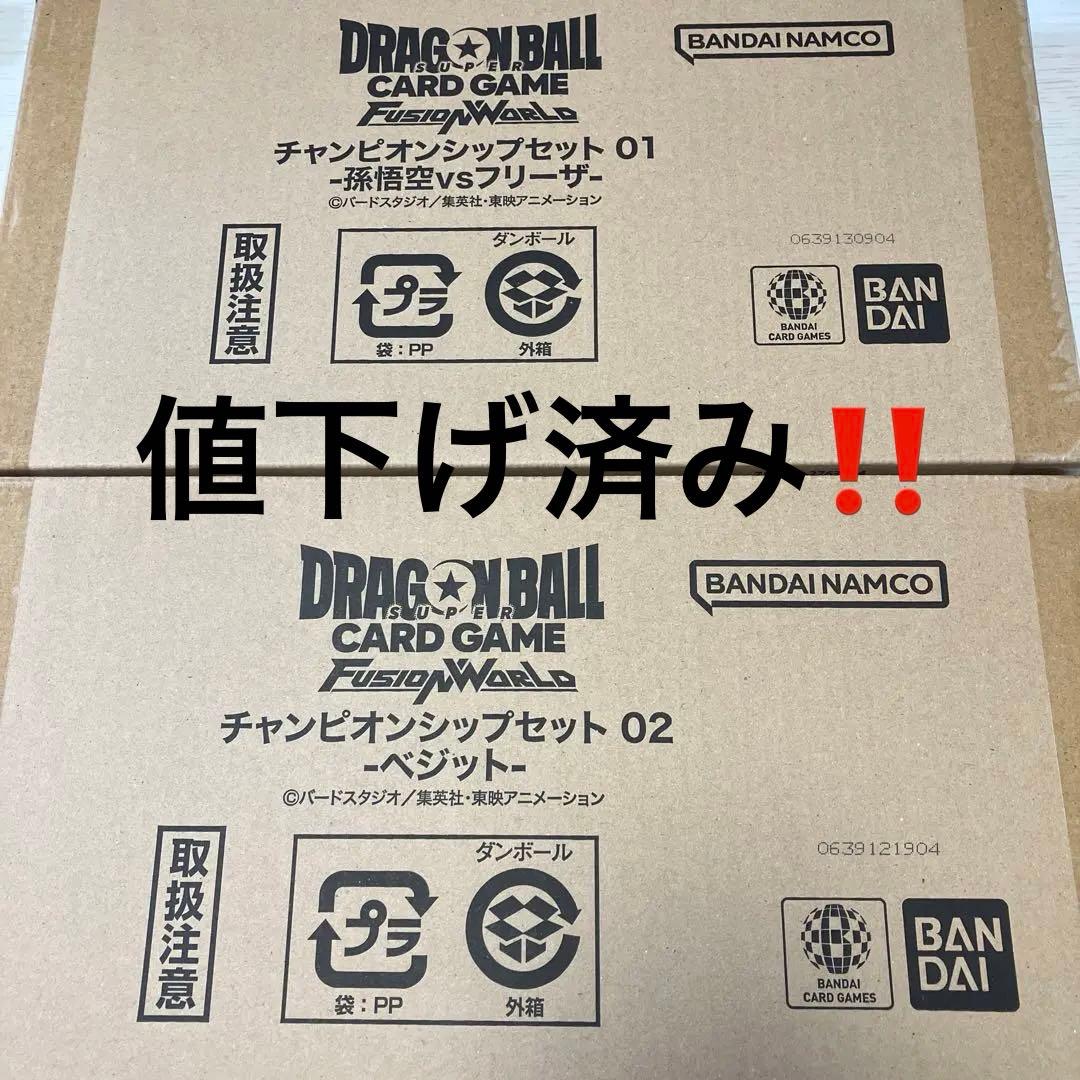 DRAGON BALL
SUPER
CARD GAME
FUSION WORLD
BANDAI NAMCO
チャンピオンシップセット 01
-孫悟空vsフリーザ-
©バードスタジオ／集英社・東映アニメーション
取扱注意
ダンボール
プラ
袋：PP
外箱
0639130904
BANDAI
CARD GAMES
BAN
DAI
値下げ済み‼️
DRAGON BALL
SUPER
CARD GAME
FUSION WORLD
BANDAI NAMCO
チャンピオンシップセット 02
-ベジット-
©バードスタジオ／集英社・東映アニメーション
取扱注意
ダンボール
プラ
袋：PP
外箱
0639121904
BANDAI
CARD GAMES
BAN
DAI